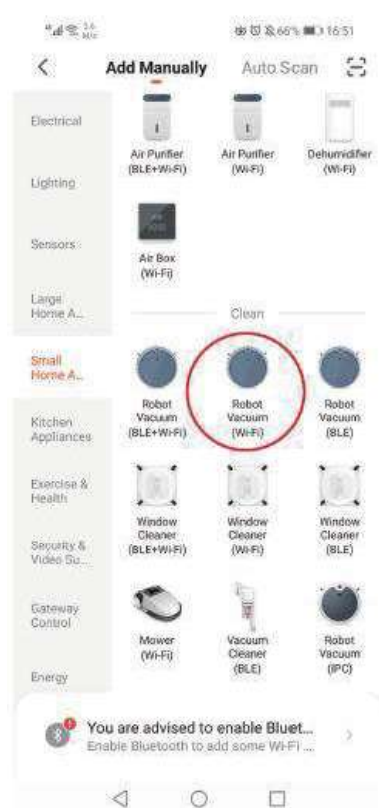 66% 16:51
Add Manually Auto Scan
Electrical
Lighting
Sensors
Large
Home A...
Small
Home A...
Kitchen
Appliances
Exercise &
Health
Security &
Video Su...
Gateway
Control
Energy
Air Purifier
(BLE+Wi-Fi)
Air Purifier
(Wi-Fi)
Dehumidifier
(Wi-Fi)
Air Box
(Wi-Fi)
Clean
Robot
Vacuum
(BLE+Wi-Fi)
Robot
Vacuum
(Wi-Fi)
Robot
Vacuum
(BLE)
Window
Cleaner
(BLE+Wi-Fi)
Window
Cleaner
(Wi-Fi)
Window
Cleaner
(BLE)
Mower
(Wi-Fi)
Vacuum
Cleaner
(BLE)
Robot
Vacuum
(IPC)
You are advised to enable Bluet...
Enable Bluetooth to add some Wi-Fi ...